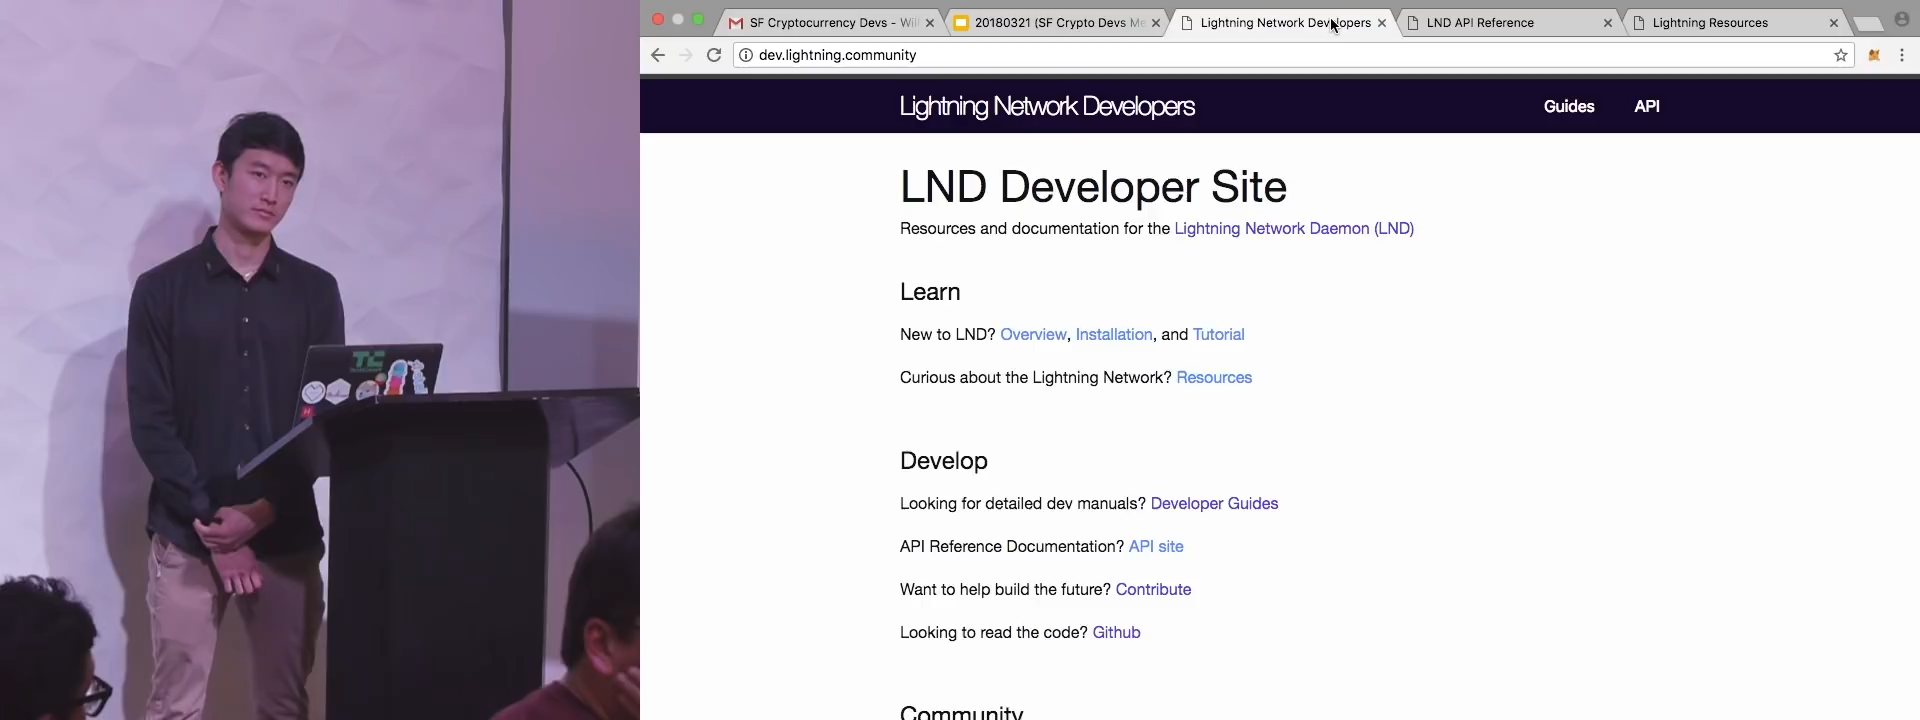 SF Cryptocurrency Devs - Wil
20180321 (SF Crypto Devs Me
Lightning Network Developers
LND API Reference
Lightning Resources
dev.lightning.community
Lightning Network Developers
Guides
API
LND Developer Site
Resources and documentation for the Lightning Network Daemon (LND)
Learn
New to LND? Overview, Installation, and Tutorial
Curious about the Lightning Network? Resources
Develop
Looking for detailed dev manuals? Developer Guides
API Reference Documentation? API site
Want to help build the future? Contribute
Looking to read the code? Github
Community
TC